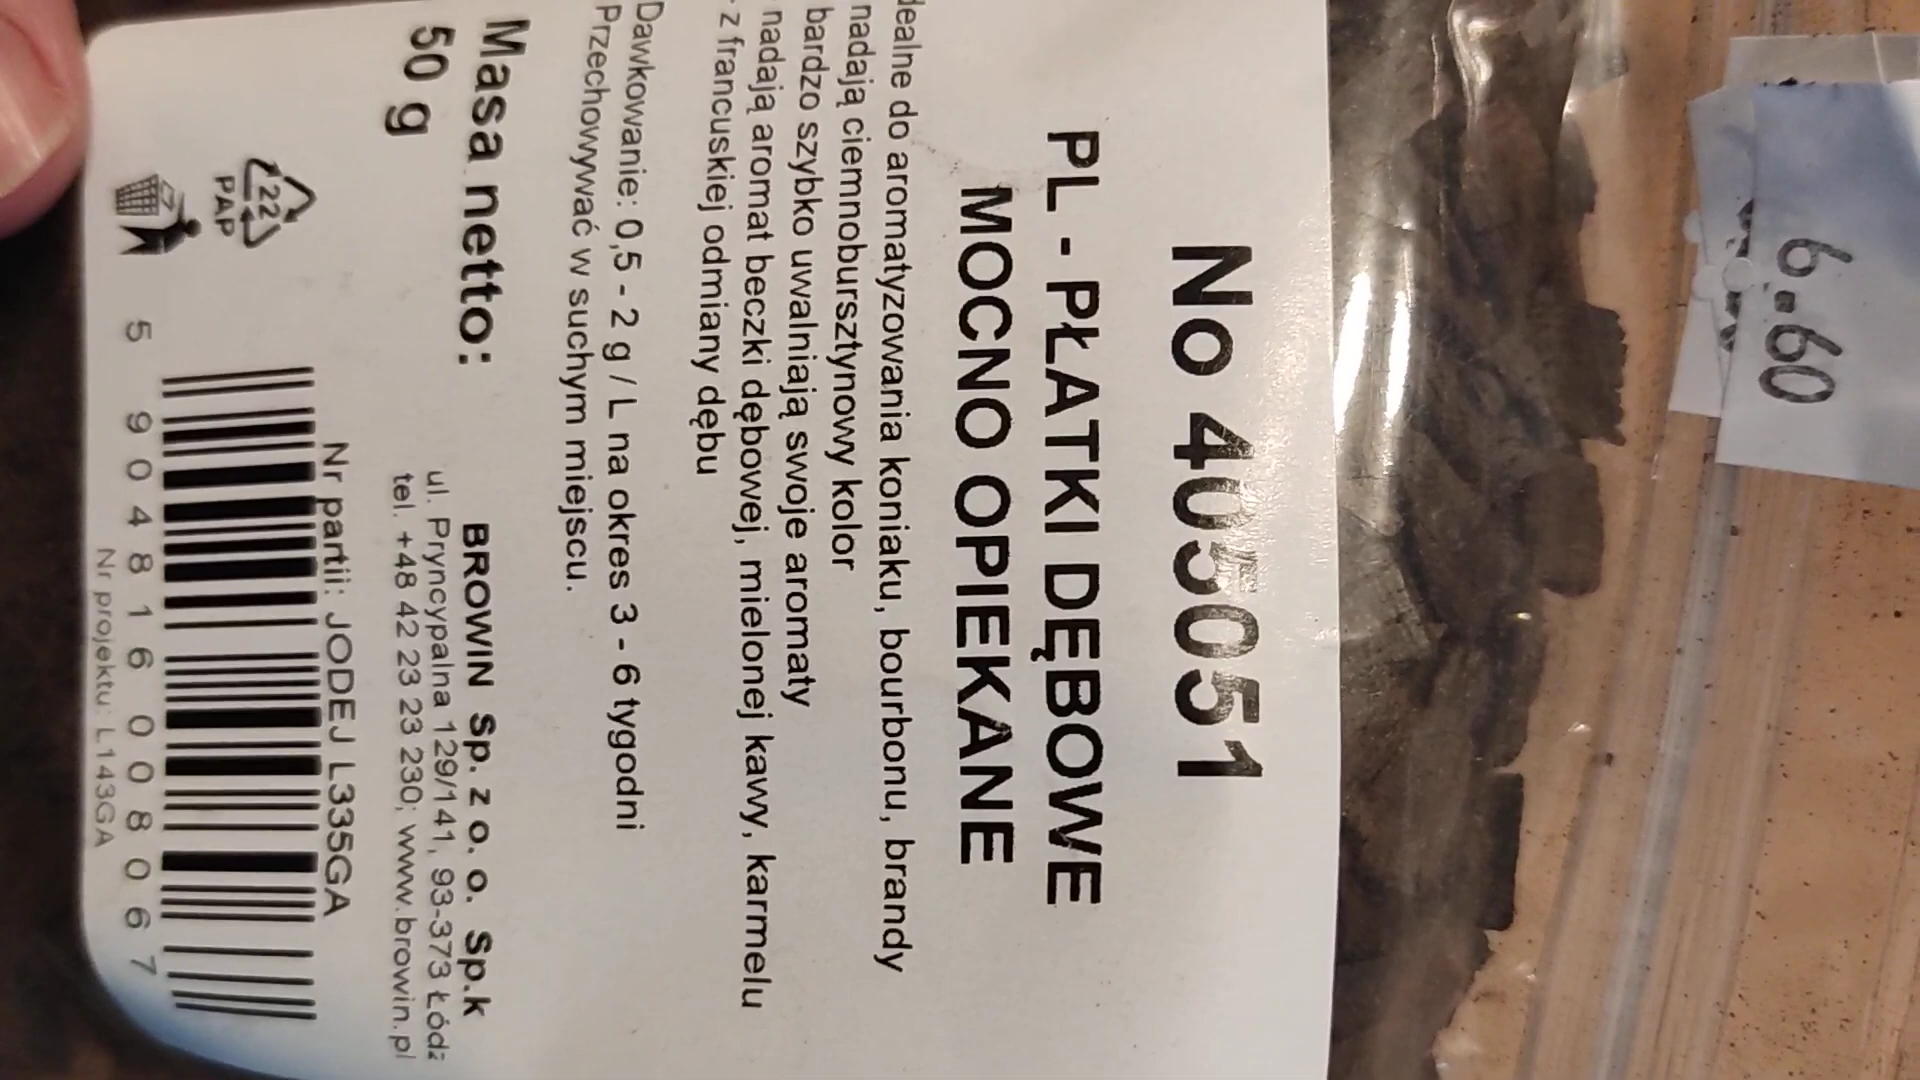 6.60
No 405051
PL - PŁATKI DĘBOWE
MOCNO OPIEKANE
dealne do aromatyzowania koniaku, bourbonu, brandy
nadają ciemnobursztynowy kolor
bardzo szybko uwalniają swoje aromaty
- nadają aromat beczki dębowej, mielonej kawy, karmelu
- z francuskiej odmiany dębu
Dawkowanie: 0,5 - 2 g / L na okres 3 - 6 tygodni
Przechowywać w suchym miejscu.
Masa netto:
50 g
BROWIN Sp. z o. o. Sp.k
ul. Pryncypalna 129/141, 93-373 Łódź
tel. +48 42 23 23 230; www.browin.pl
Nr partii: JODEJ L335GA
22
PAP
5 904816 008067
Nr projektu: L143GA